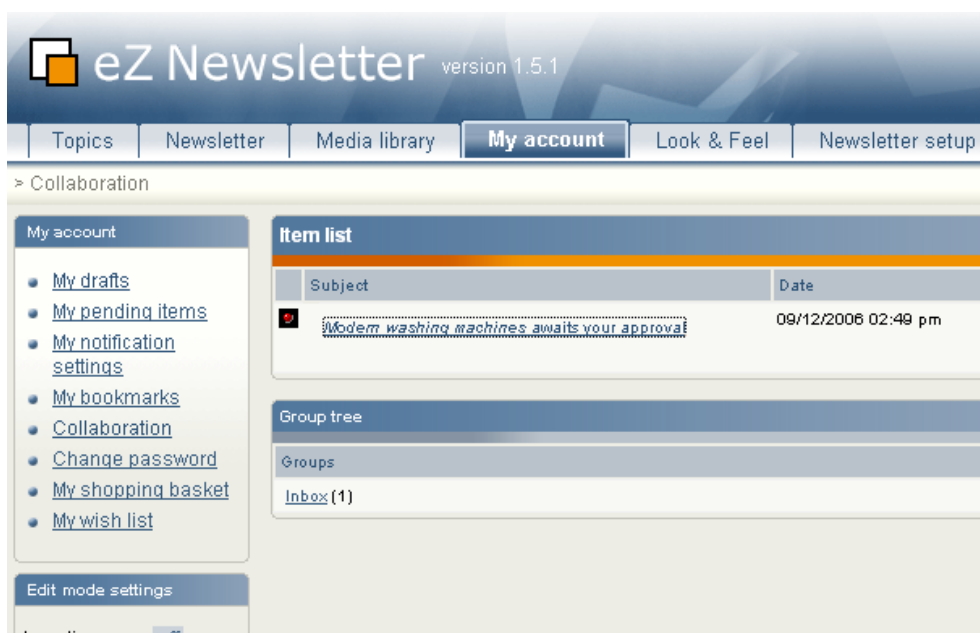 eZ Newsletter version 1.5.1
Topics Newsletter Media library My account Look & Feel Newsletter setup
> Collaboration
My account
My drafts
My pending items
My notification
settings
My bookmarks
Collaboration
Change password
My shopping basket
My wish list
Edit mode settings
Item list
Subject Date
Modern washing machines awaits your approval 09/12/2006 02:49 pm
Group tree
Groups
Inbox (1)